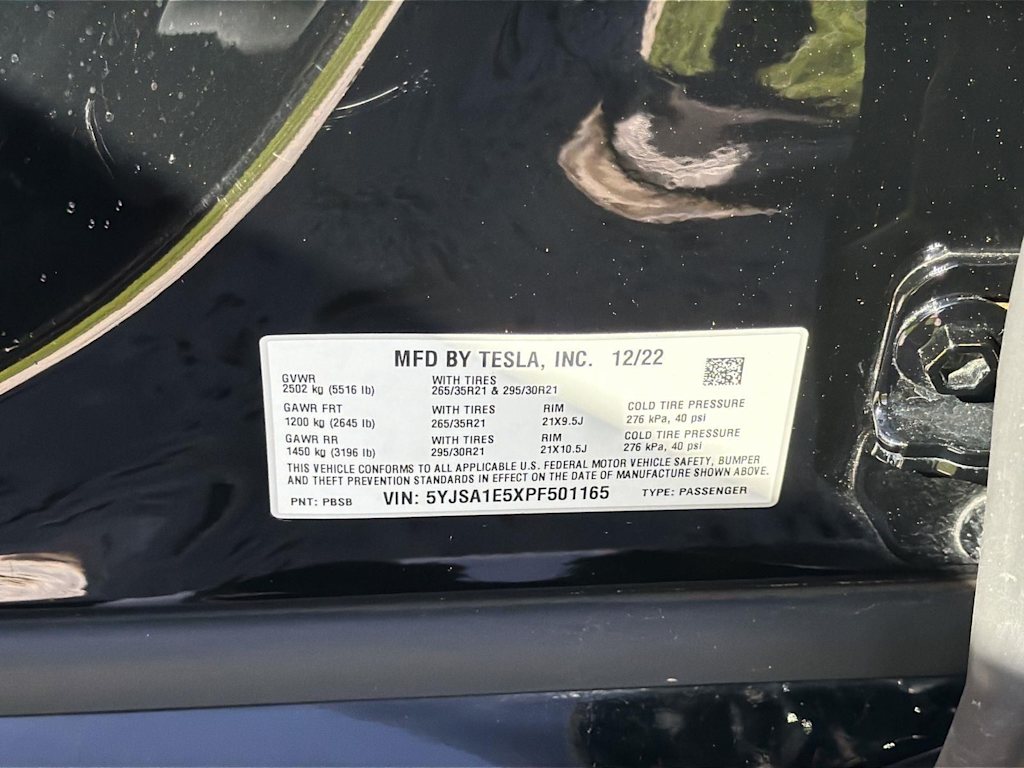 MFD BY TESLA, INC. 12/22
GVWR WITH TIRES
2502 kg (5516 lb) 265/35R21 & 295/30R21
GAWR FRT WITH TIRES RIM COLD TIRE PRESSURE
1200 kg (2645 lb) 265/35R21 21X9.5J 276 kPa, 40 psi
GAWR RR WITH TIRES RIM COLD TIRE PRESSURE
1450 kg (3196 lb) 295/30R21 21X10.5J 276 kPa, 40 psi
THIS VEHICLE CONFORMS TO ALL APPLICABLE U.S. FEDERAL MOTOR VEHICLE SAFETY, BUMPER
AND THEFT PREVENTION STANDARDS IN EFFECT ON THE DATE OF MANUFACTURE SHOWN ABOVE.
PNT: PBSB VIN: 5YJSA1E5XPF501165 TYPE: PASSENGER